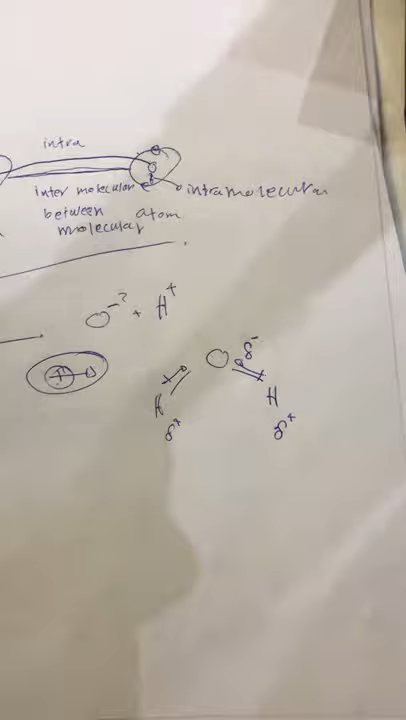 intra
inter molecular
intramolecular
between atom
molecular
O⁻² + H⁺
+
O δ⁻
H H
δ⁺ δ⁺